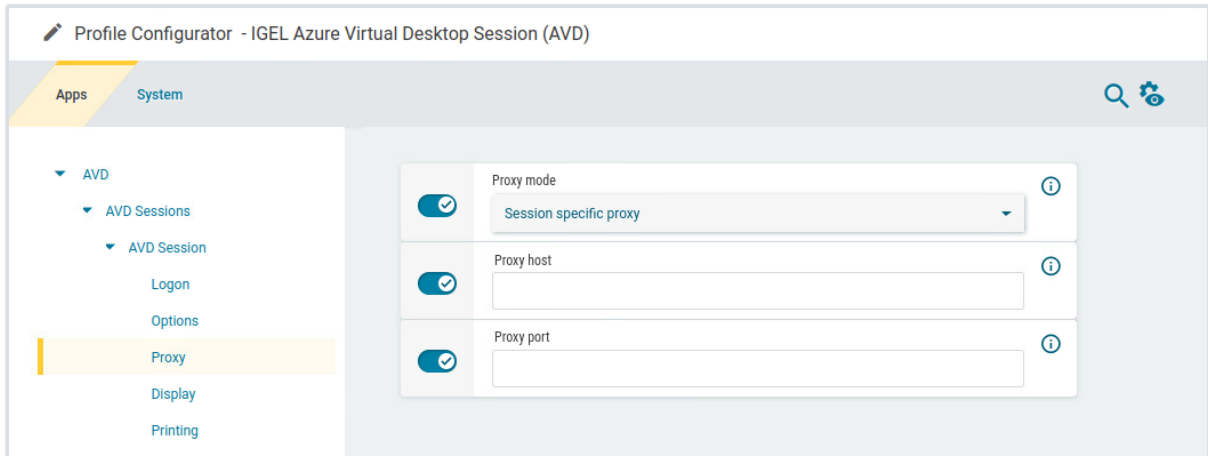 Profile Configurator - IGEL Azure Virtual Desktop Session (AVD)
Apps System
AVD
AVD Sessions
AVD Session
Logon
Options
Proxy
Display
Printing
Proxy mode
Session specific proxy
Proxy host
Proxy port